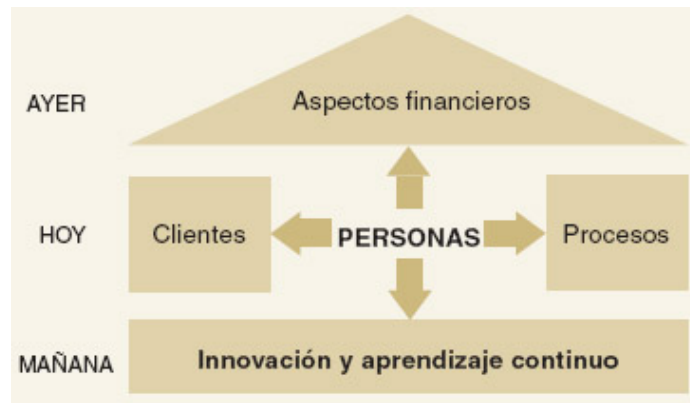 AYER
Aspectos financieros
HOY
Clientes
PERSONAS
Procesos
MAÑANA
Innovación y aprendizaje continuo